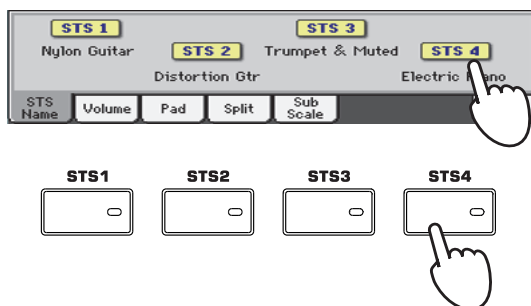 STS 1 STS 3
Nylon Guitar STS 2 Trumpet & Muted STS 4
Distortion Gtr Electric
STS Name Volume Pad Split Sub Scale
STS1 STS2 STS3 STS4